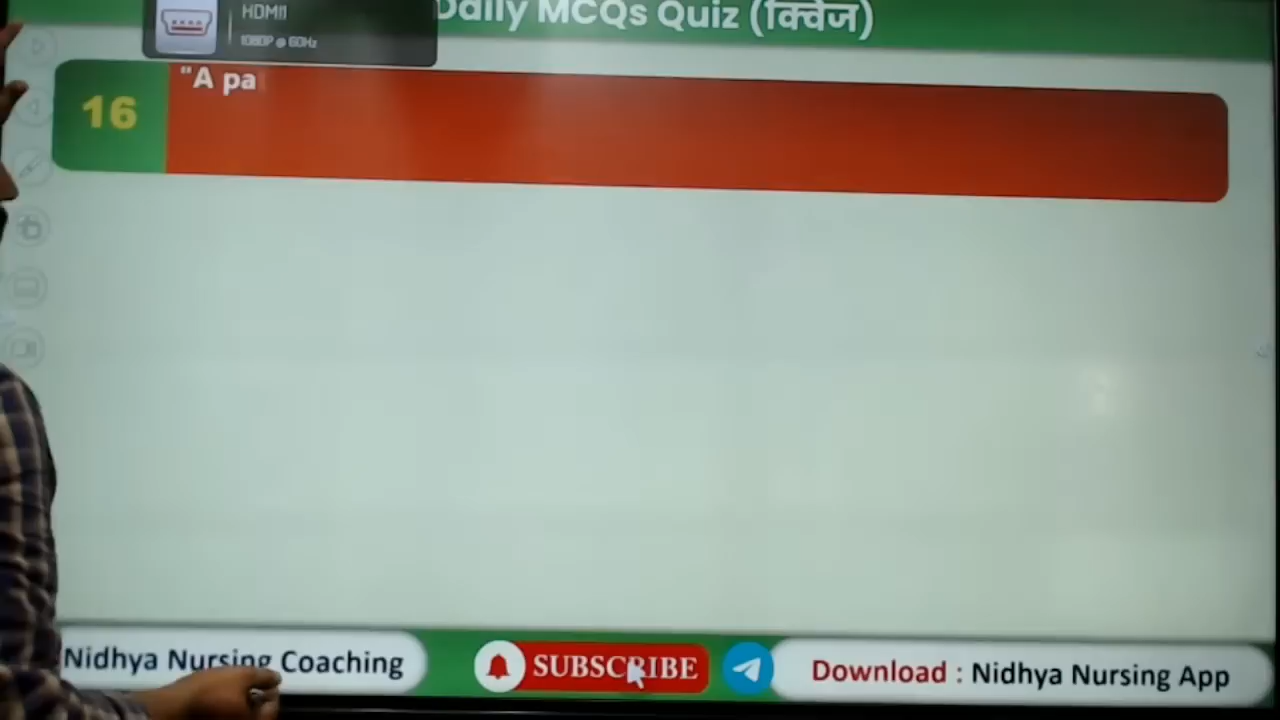 HDMI1
1080P @ 60Hz
Daily MCQs Quiz (क्विज)
16
"A pa
Nidhya Nursing Coaching
SUBSCRIBE
Download : Nidhya Nursing App